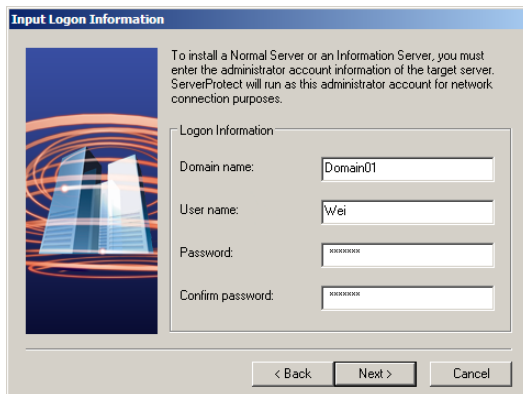 Input Logon Information
To install a Normal Server or an Information Server, you must
enter the administrator account information of the target server.
ServerProtect will run as this administrator account for network
connection purposes.
Logon Information
Domain name: Domain01
User name: Wei
Password: *******
Confirm password: *******
< Back Next > Cancel